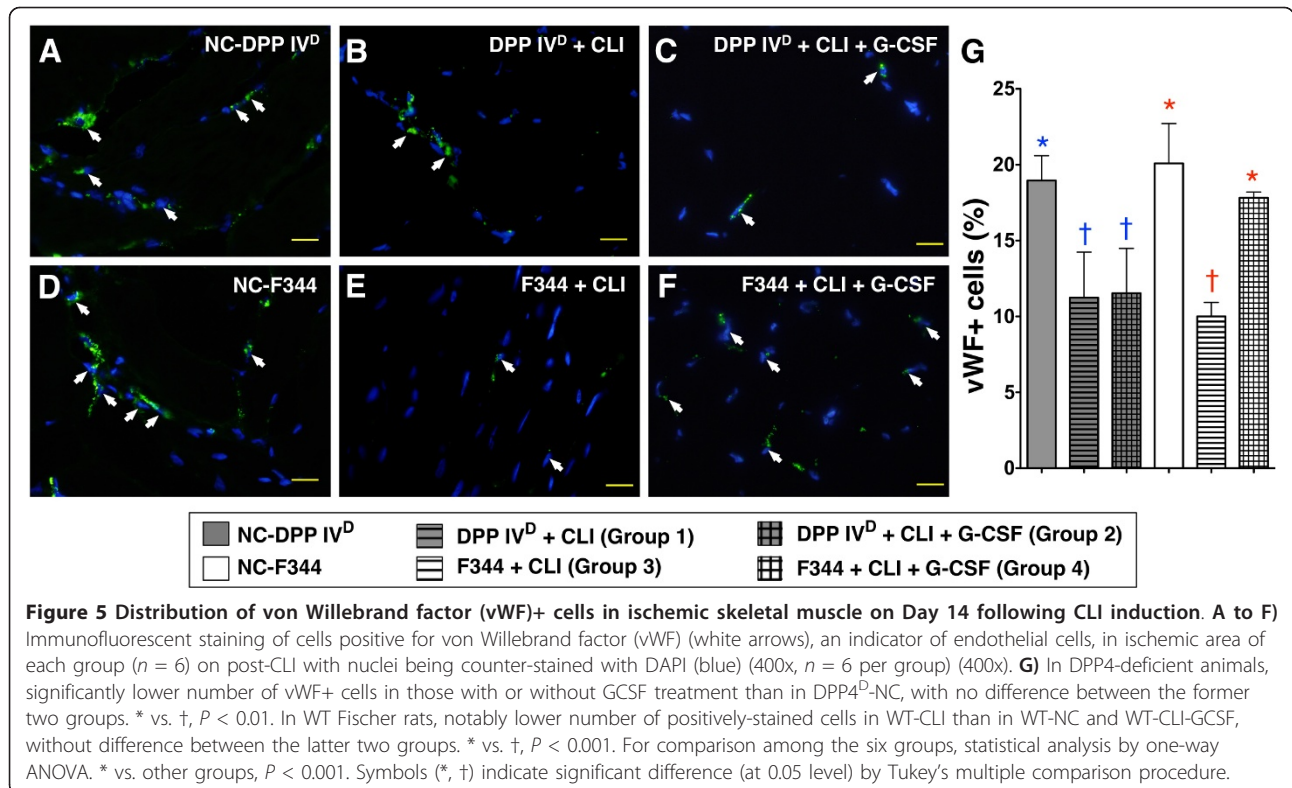 A NC-DPP IVᴰ
B DPP IVᴰ + CLI
C DPP IVᴰ + CLI + G-CSF
D NC-F344
E F344 + CLI
F F344 + CLI + G-CSF
G
vWF+ cells (%)
25
20
15
10
5
0
*
†
†
*
†
*
NC-DPP IVᴰ
DPP IVᴰ + CLI (Group 1)
DPP IVᴰ + CLI + G-CSF (Group 2)
NC-F344
F344 + CLI (Group 3)
F344 + CLI + G-CSF (Group 4)
Figure 5 Distribution of von Willebrand factor (vWF)+ cells in ischemic skeletal muscle on Day 14 following CLI induction. A to F)
Immunofluorescent staining of cells positive for von Willebrand factor (vWF) (white arrows), an indicator of endothelial cells, in ischemic area of
each group (n = 6) on post-CLI with nuclei being counter-stained with DAPI (blue) (400x, n = 6 per group) (400x). G) In DPP4-deficient animals,
significantly lower number of vWF+ cells in those with or without GCSF treatment than in DPP4ᴰ-NC, with no difference between the former
two groups. * vs. †, P < 0.01. In WT Fischer rats, notably lower number of positively-stained cells in WT-CLI than in WT-NC and WT-CLI-GCSF,
without difference between the latter two groups. * vs. †, P < 0.001. For comparison among the six groups, statistical analysis by one-way
ANOVA. * vs. other groups, P < 0.001. Symbols (*, †) indicate significant difference (at 0.05 level) by Tukey's multiple comparison procedure.